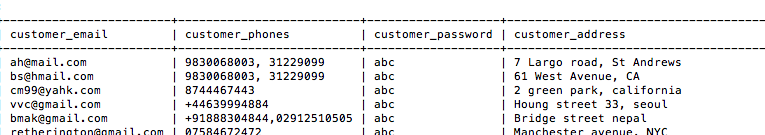 customer_email | customer_phones | customer_password | customer_address
ah@mail.com | 9830068003, 31229099 | abc | 7 Largo road, St Andrews
bs@hmail.com | 9830068003, 31229099 | abc | 61 West Avenue, CA
cm99@yahk.com | 8744467443 | abc | 2 green park, california
vvc@gmail.com | +44639994884 | abc | Houng street 33, seoul
bmak@gmail.com | +91888304844,02912510505 | abc | Bridge street nepal
retherington@gmail.com | 07584672472 | abc | Manchester avenue, NYC